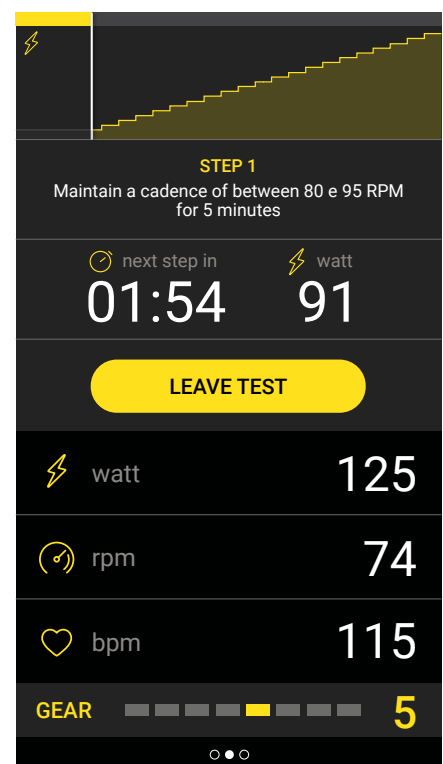 STEP 1
Maintain a cadence of between 80 e 95 RPM
for 5 minutes
next step in
watt
01:54
91
LEAVE TEST
watt
125
rpm
74
bpm
115
GEAR
5